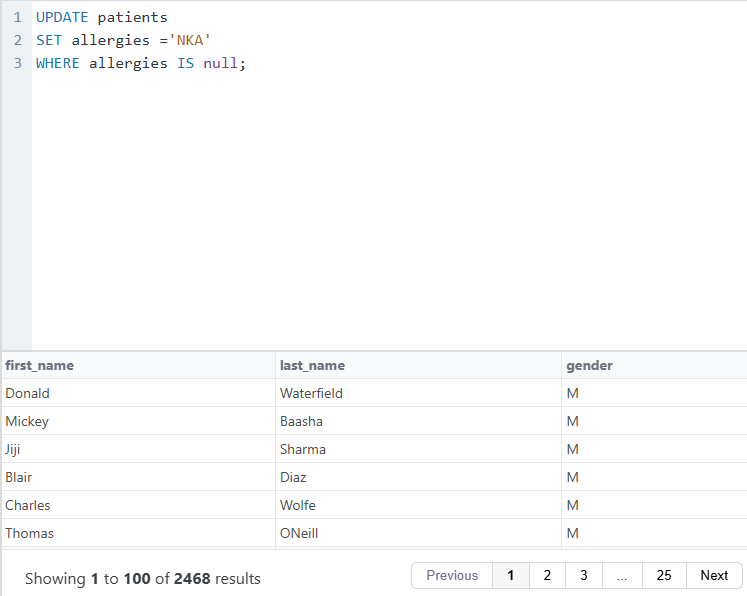 1 UPDATE patients
2 SET allergies ='NKA'
3 WHERE allergies IS null;
first_name last_name gender
Donald Waterfield M
Mickey Baasha M
Jiji Sharma M
Blair Diaz M
Charles Wolfe M
Thomas ONeill M
Showing 1 to 100 of 2468 results Previous 1 2 3 ... 25 Next